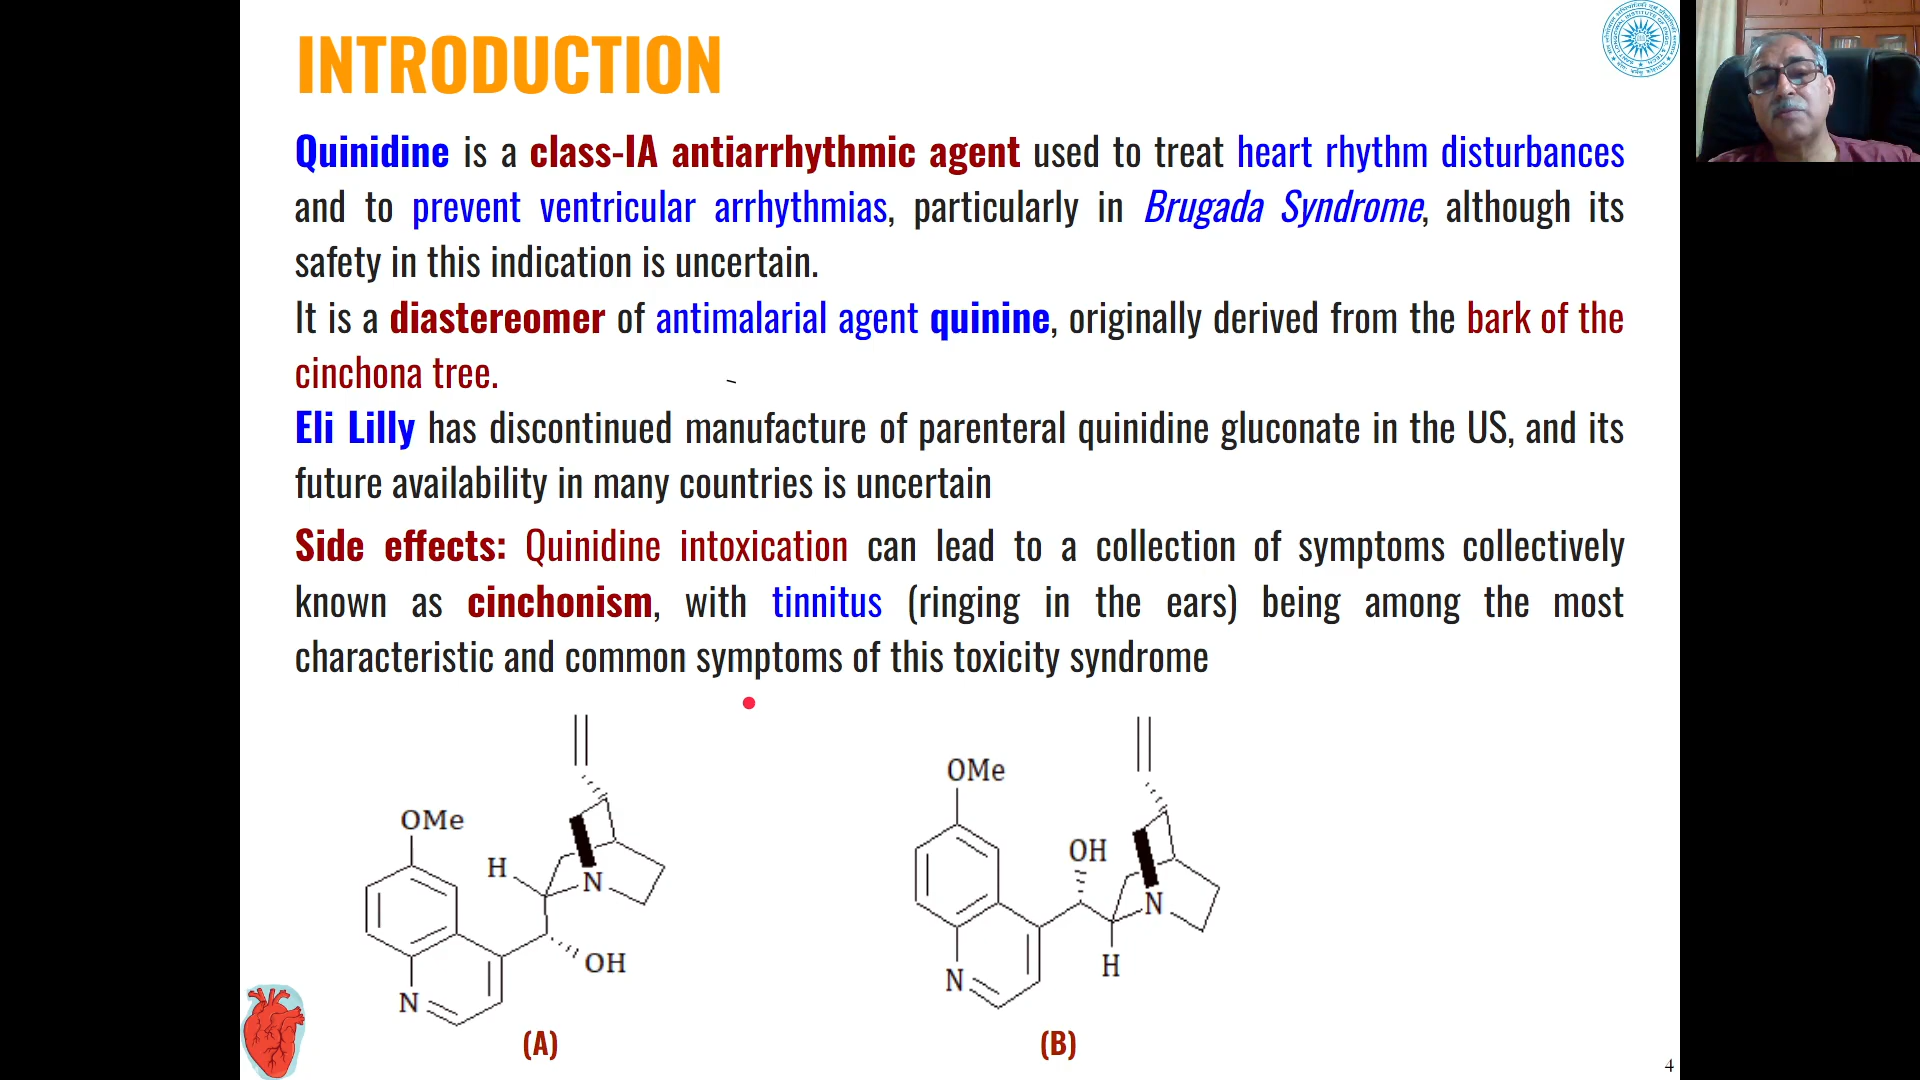 INTRODUCTION
Quinidine is a class-IA antiarrhythmic agent used to treat heart rhythm disturbances
and to prevent ventricular arrhythmias, particularly in Brugada Syndrome, although its
safety in this indication is uncertain.
It is a diastereomer of antimalarial agent quinine, originally derived from the bark of the
cinchona tree.
Eli Lilly has discontinued manufacture of parenteral quinidine gluconate in the US, and its
future availability in many countries is uncertain
Side effects: Quinidine intoxication can lead to a collection of symptoms collectively
known as cinchonism, with tinnitus (ringing in the ears) being among the most
characteristic and common symptoms of this toxicity syndrome
OMe
H
N
OH
N
(A)
OMe
OH
N
H
N
(B)
4